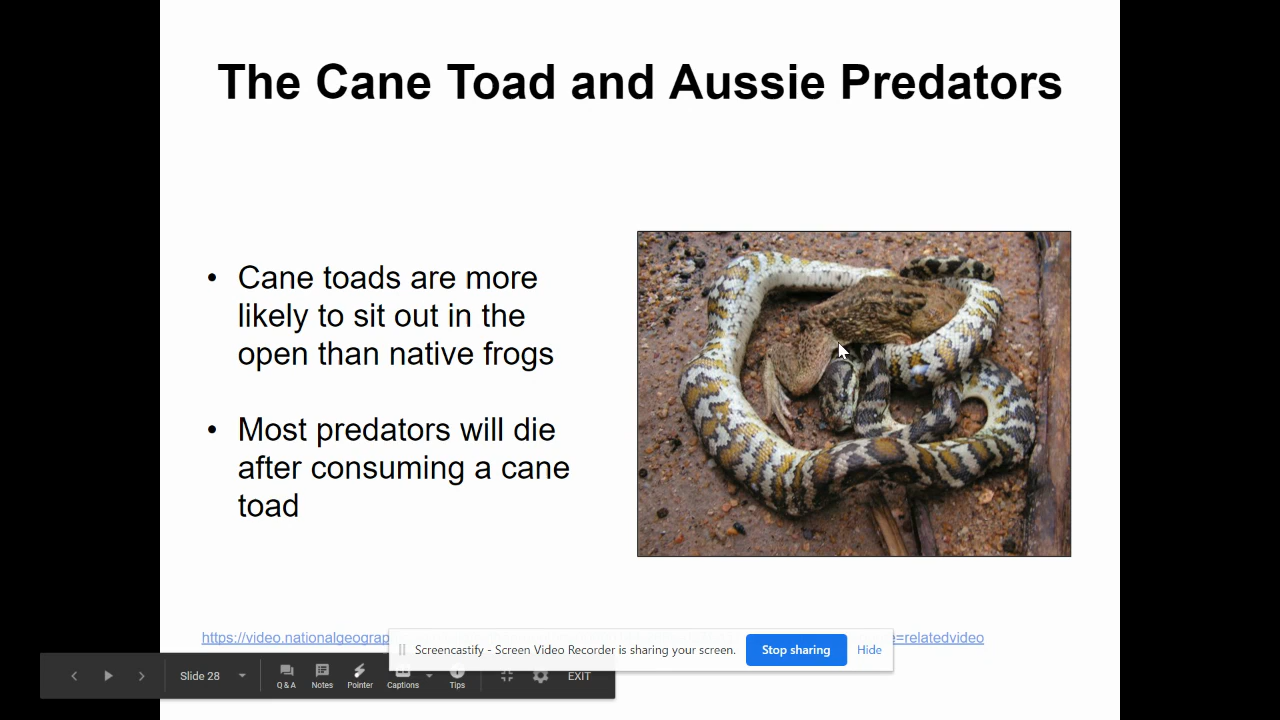 The Cane Toad and Aussie Predators
• Cane toads are more
likely to sit out in the
open than native frogs
• Most predators will die
after consuming a cane
toad
https://video.nationalgeograp
=relatedvideo
Screencastify - Screen Video Recorder is sharing your screen.
Stop sharing
Hide
Slide 28
Q & A
Notes
Pointer
Captions
Tips
EXIT